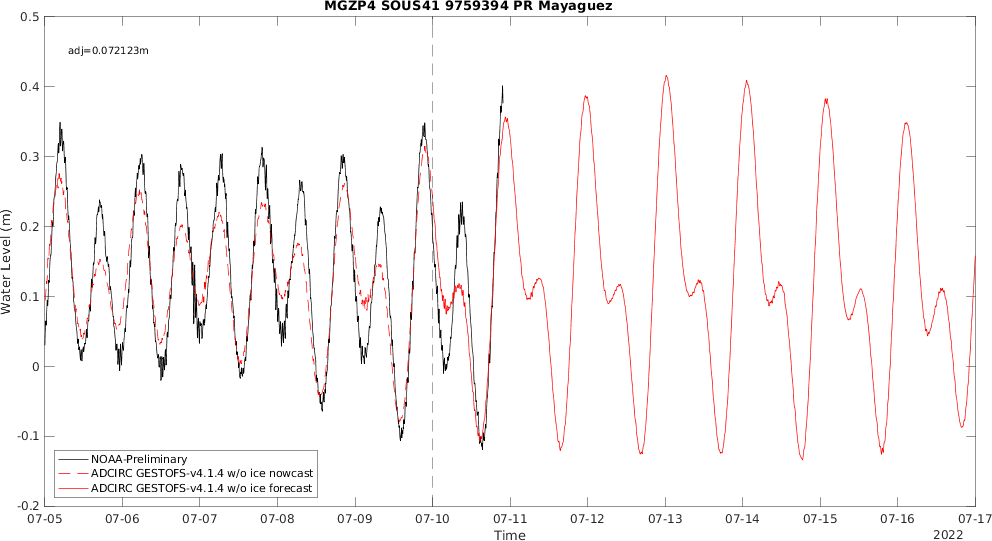 MGZP4 SOUS41 9759394 PR Mayaguez
adj=0.072123m
Water Level (m)
0.5
0.4
0.3
0.2
0.1
0
-0.1
-0.2
NOAA-Preliminary
ADCIRC GESTOFS-v4.1.4 w/o ice nowcast
ADCIRC GESTOFS-v4.1.4 w/o ice forecast
07-05 07-06 07-07 07-08 07-09 07-10 07-11 07-12 07-13 07-14 07-15 07-16 07-17
Time
2022